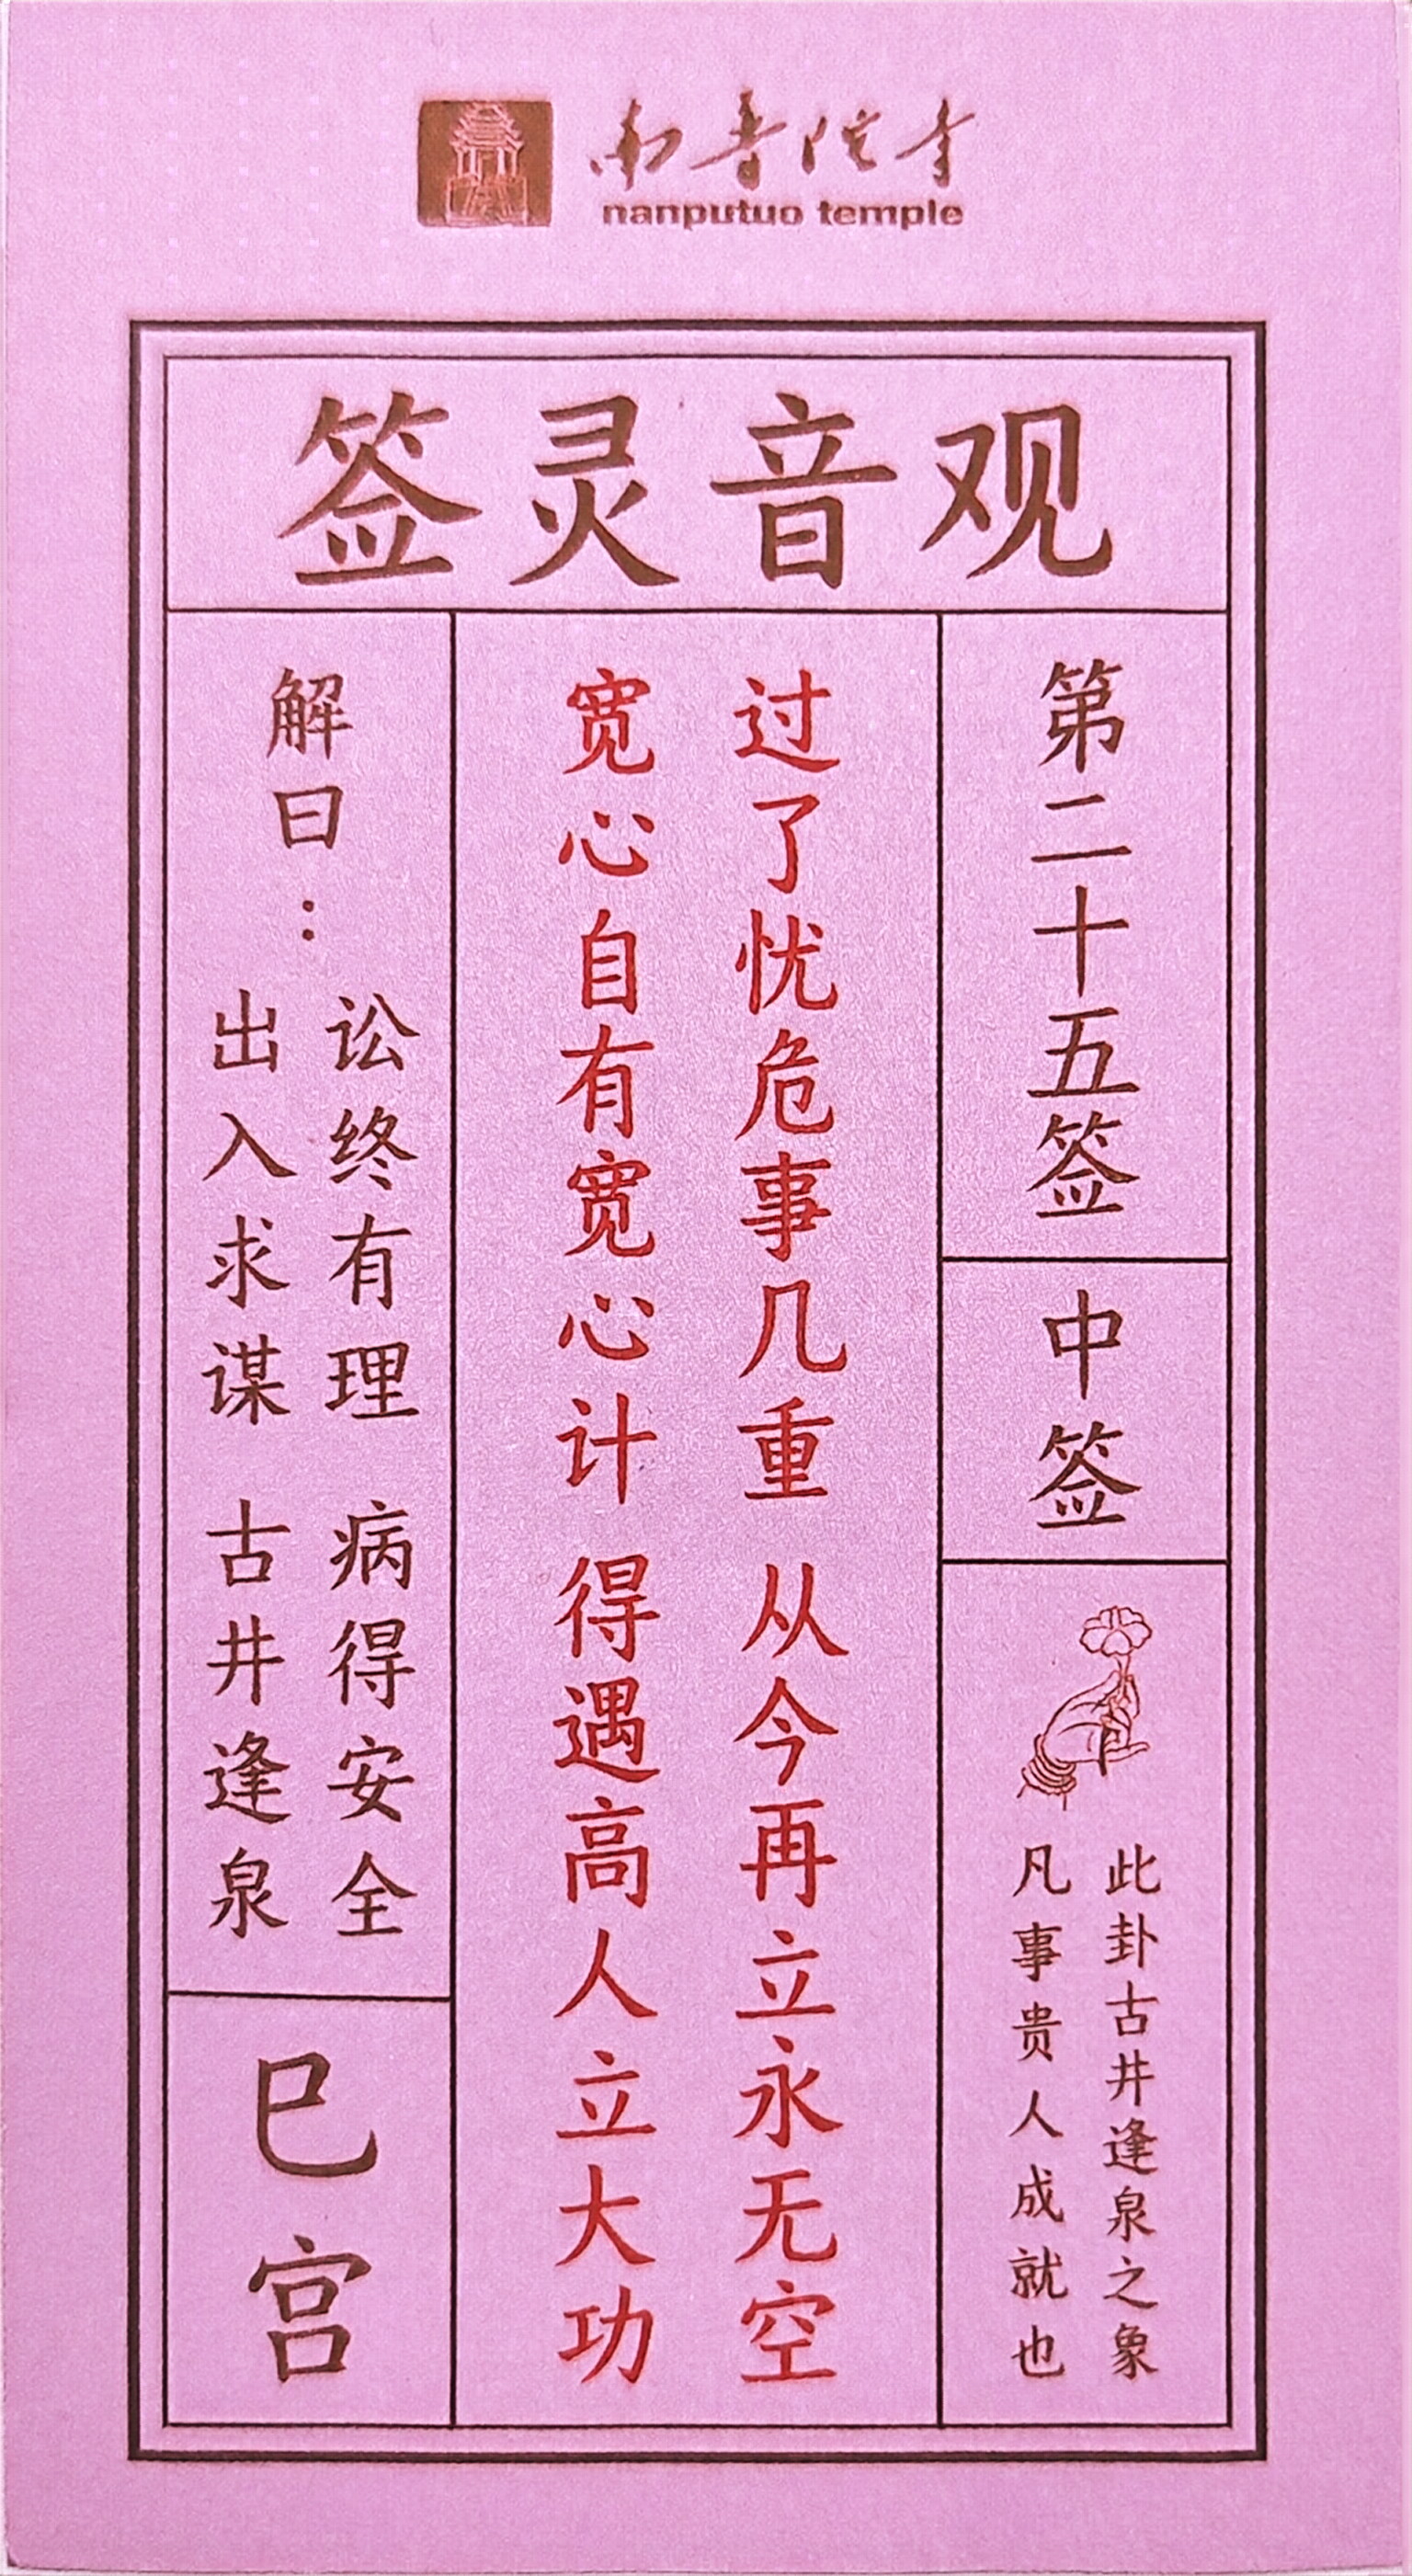 南普陀寺
nanputuo temple
观音灵签
第二十五签
中签
此卦古井逢泉之象
凡事贵人成就也
过了忧危事几重 从今再立永无空
宽心自有宽心计 得遇高人立大功
解曰:
讼终有理 病得安全
出入求谋 古井逢泉
巳宫